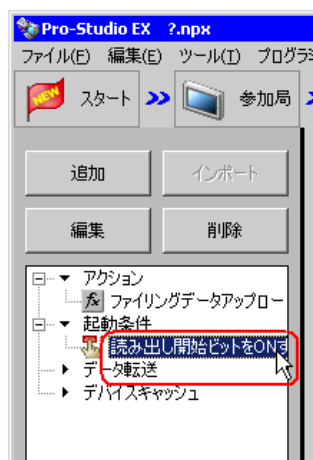 Pro-Studio EX ?.npx
ファイル(F) 編集(E) ツール(T) プログラ
NEW スタート 参加局
追加 インポート
編集 削除
アクション
fx ファイリングデータアップロー
起動条件
読み出し開始ビットをONす
データ転送
デバイスキャッシュ